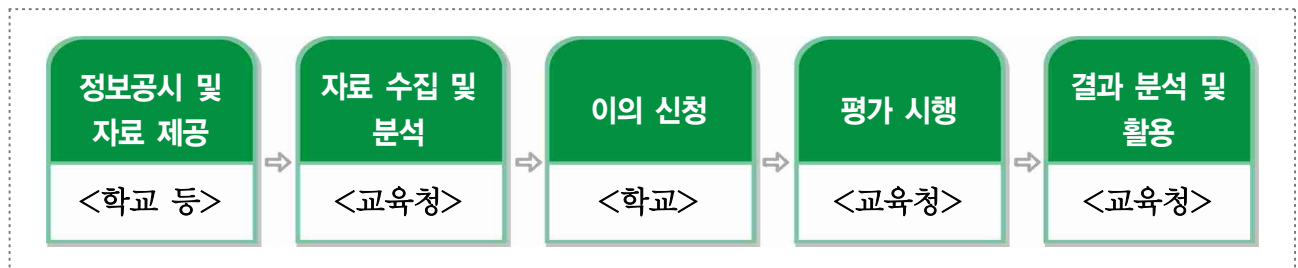 정보공시 및
자료 제공
<학교 등>
자료 수집 및
분석
<교육청>
이의 신청
<학교>
평가 시행
<교육청>
결과 분석 및
활용
<교육청>